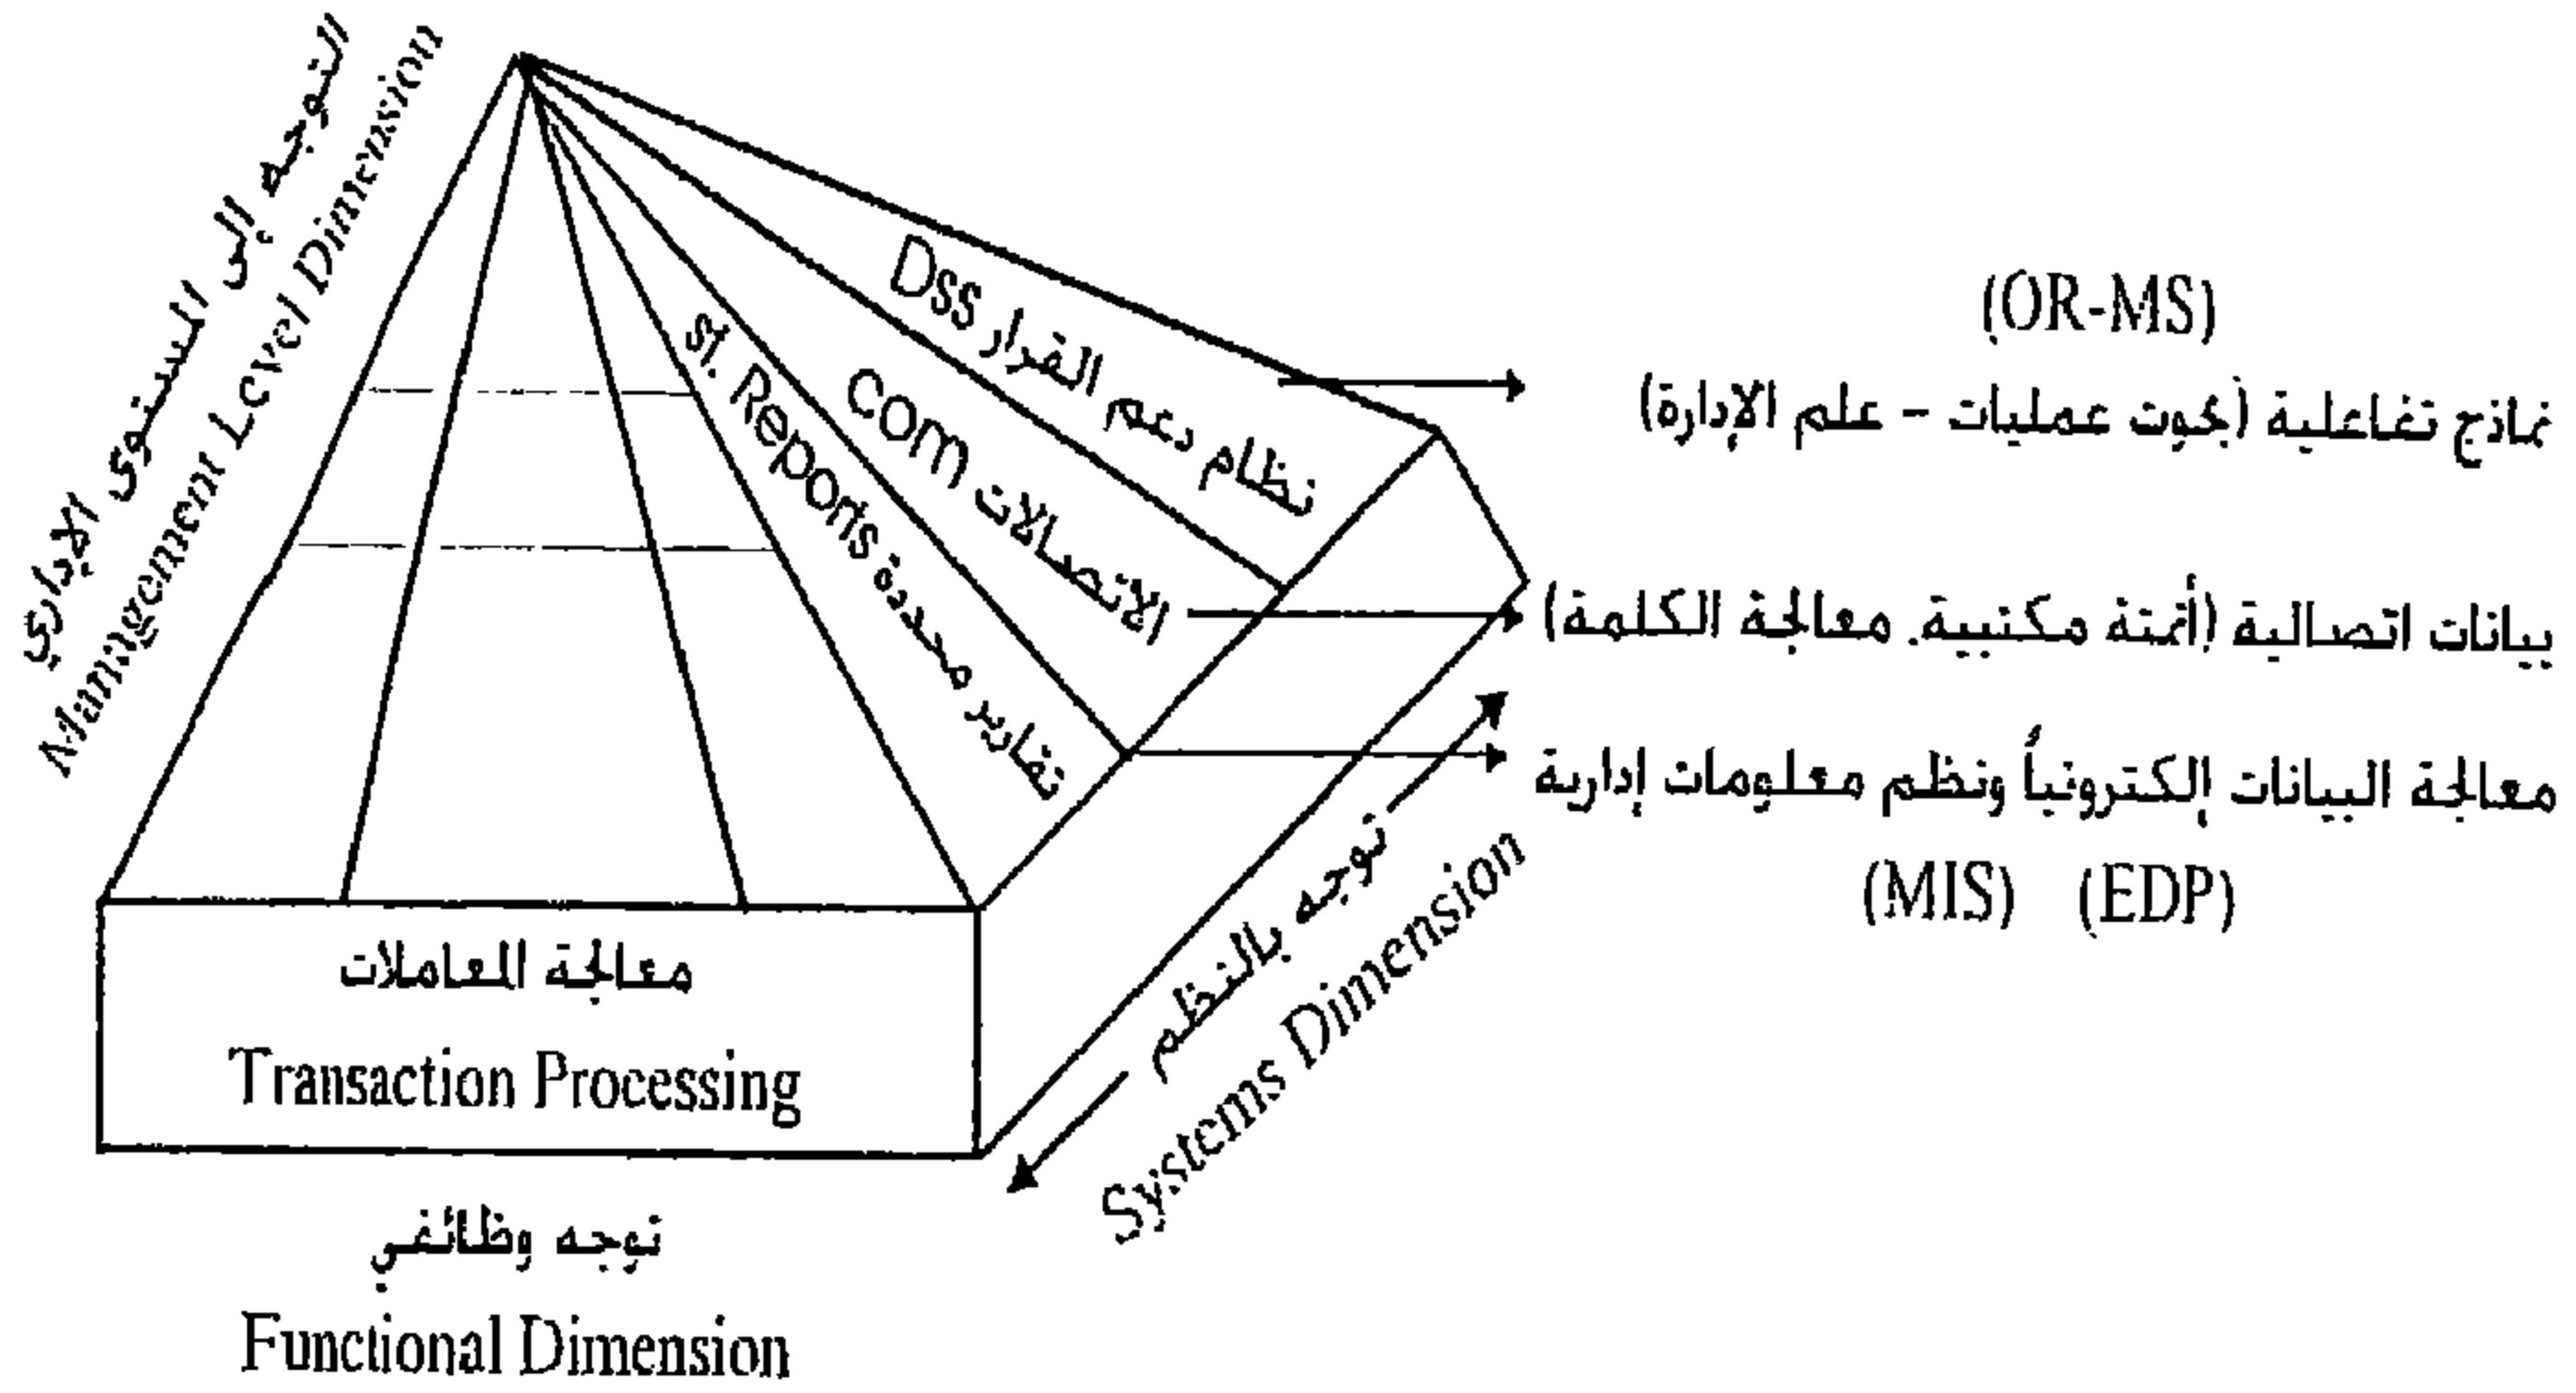 التوجه إلى المستوى الإداري
Management Level Dimension
نظام دعم القرار Dss
الاتصالات com
تقارير محددة st. Reports
(OR-MS)
نماذج تفاعلية (بحوث عمليات - علم الإدارة)
بيانات اتصالية (أتمتة مكتبية. معالجة الكلمة)
معالجة البيانات إلكترونياً ونظم معلومات إدارية
(MIS) (EDP)
توجه بالنظم
Systems Dimension
معالجة المعاملات
Transaction Processing
توجه وظائفي
Functional Dimension